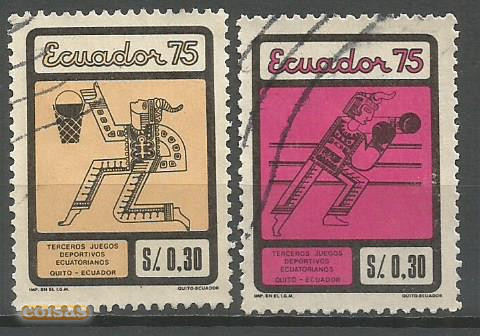 Ecuador 75
TERCEROS JUEGOS
DEPORTIVOS
ECUATORIANOS
QUITO - ECUADOR
S/. 0,30
IMP. EN EL I.G.M.
QUITO-ECUADOR
Ecuador 75
TERCEROS JUEGOS
DEPORTIVOS
ECUATORIANOS
QUITO - ECUADOR
S/. 0,30
IMP. EN EL I.G.M.
QUITO-ECUADOR